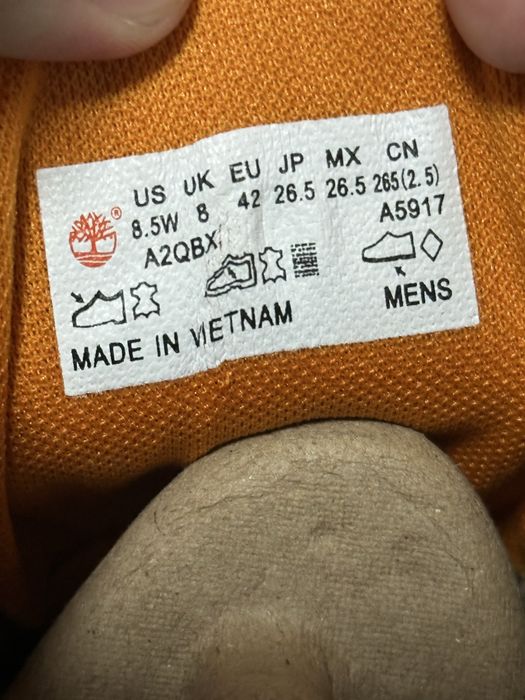 US UK EU JP MX CN
8.5W 8 42 26.5 26.5 265(2.5)
A2QBX A5917
MENS
MADE IN VIETNAM
®